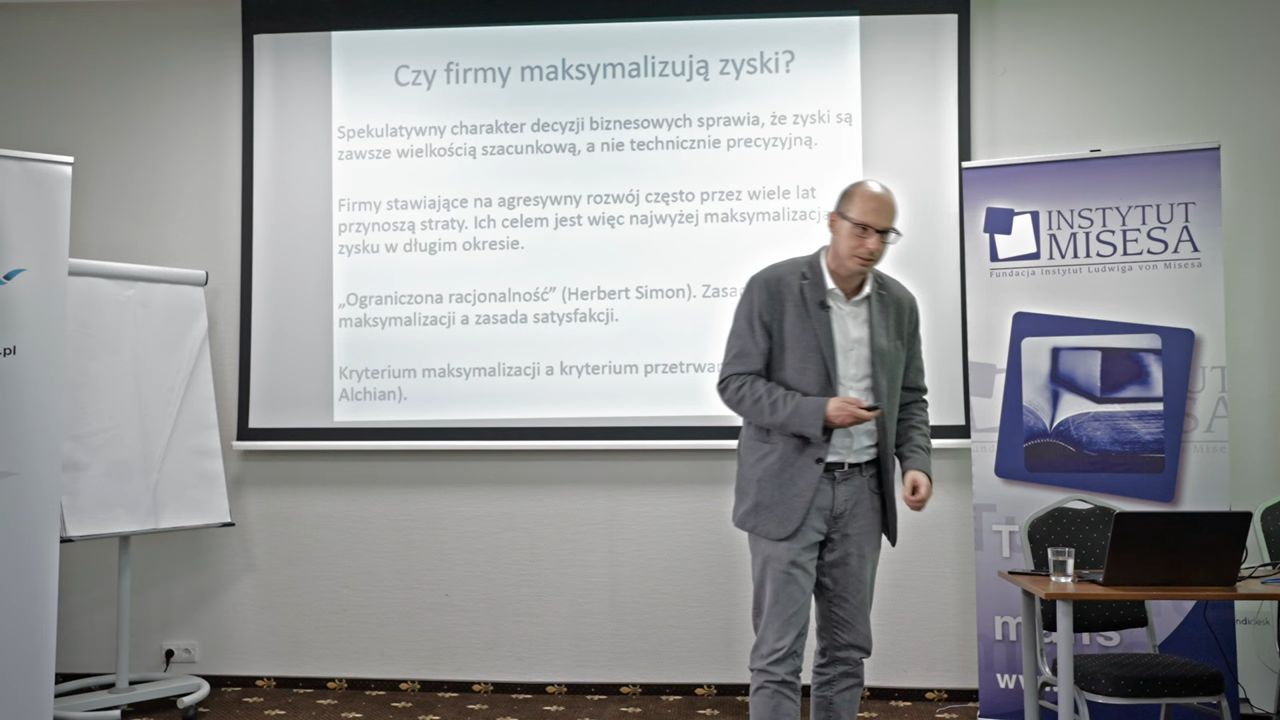 Czy firmy maksymalizują zyski?
Spekulatywny charakter decyzji biznesowych sprawia, że zyski są
zawsze wielkością szacunkową, a nie technicznie precyzyjną.
Firmy stawiające na agresywny rozwój często przez wiele lat
przynoszą straty. Ich celem jest więc najwyżej maksymalizacja
zysku w długim okresie.
„Ograniczona racjonalność” (Herbert Simon).
maksymalizacji a zasada satysfakcji.
Kryterium maksymalizacji a kryterium
Alchian).
.pl
INSTYTUT
MISESA
Fundacja Instytut Ludwiga von Misesa